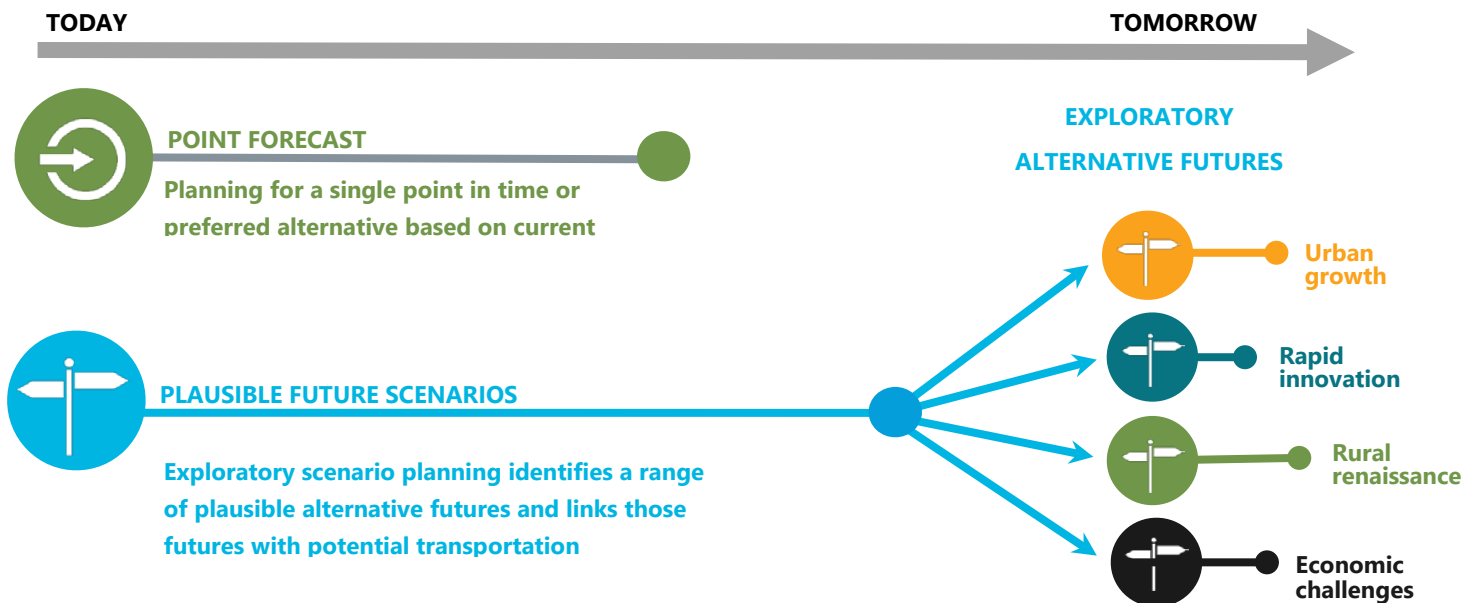 TODAY
TOMORROW
POINT FORECAST
Planning for a single point in time or
preferred alternative based on current
EXPLORATORY
ALTERNATIVE FUTURES
Urban
growth
Rapid
innovation
PLAUSIBLE FUTURE SCENARIOS
Exploratory scenario planning identifies a range
of plausible alternative futures and links those
futures with potential transportation
Rural
renaissance
Economic
challenges